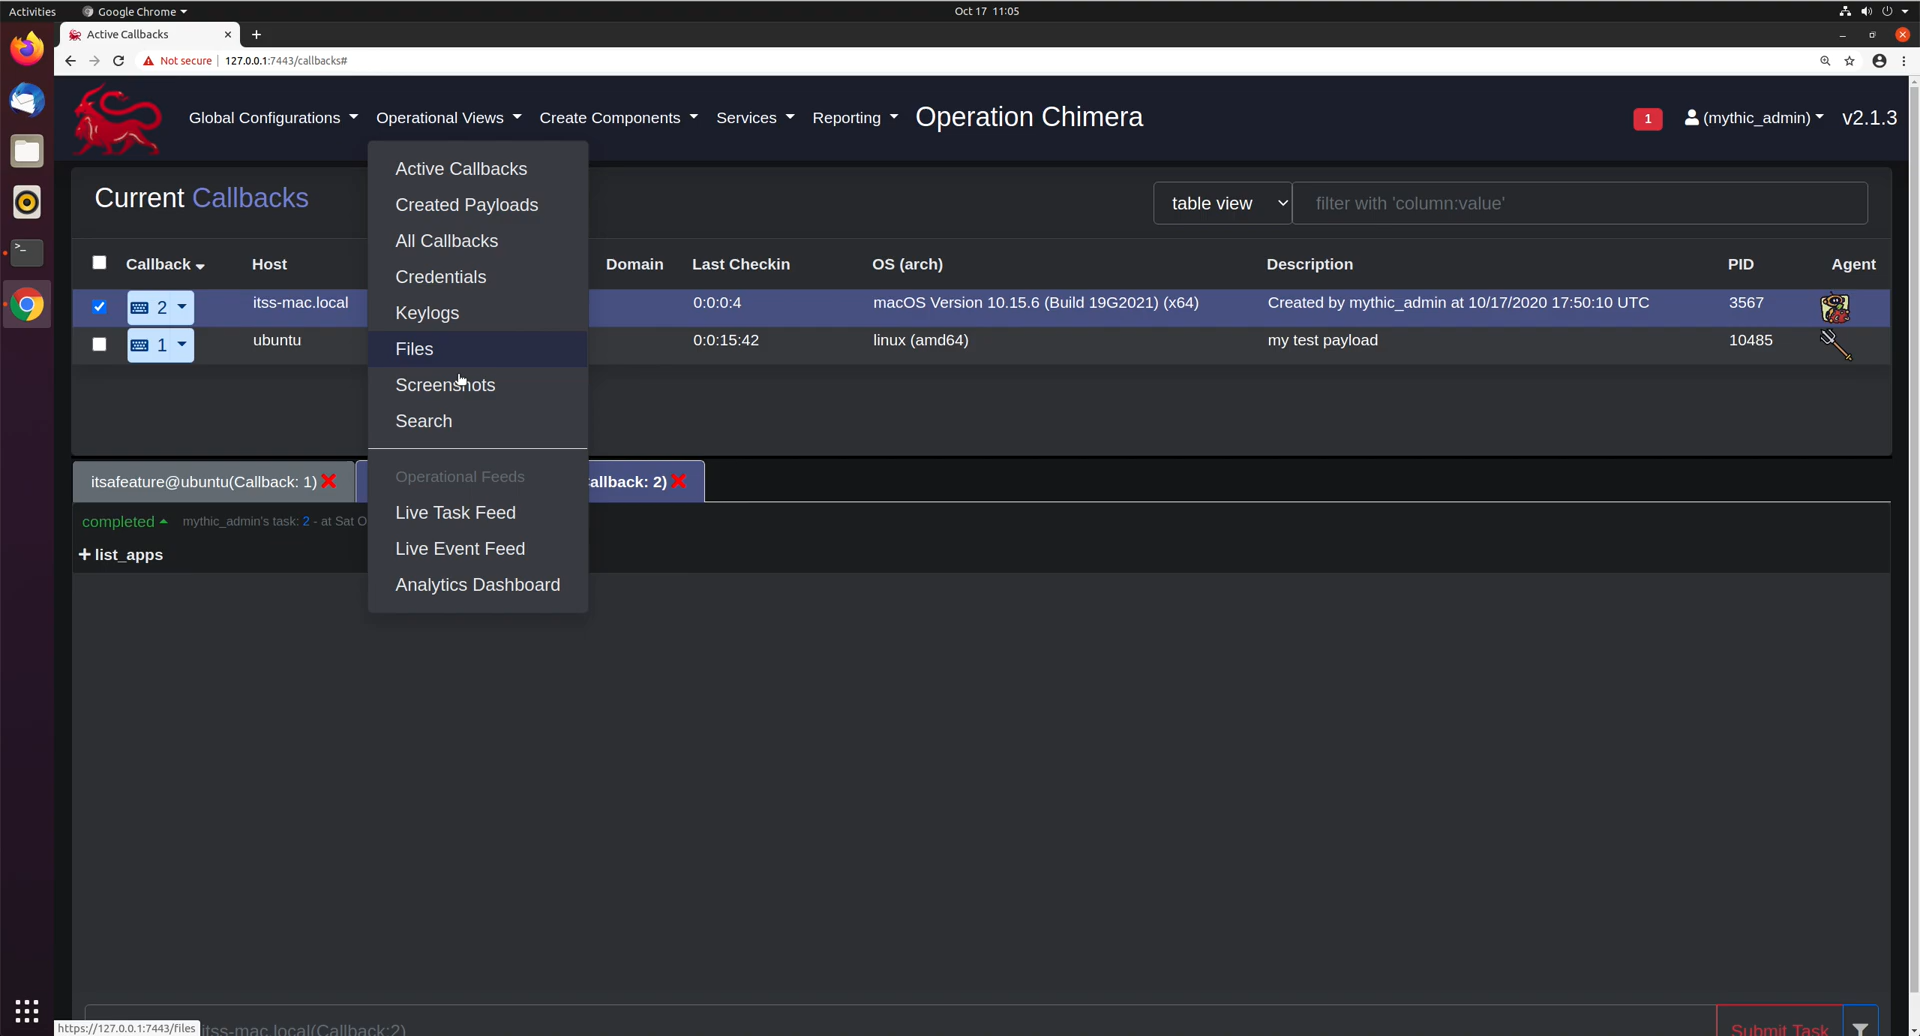 Activities Google Chrome Oct 17 11:05
Active Callbacks
Not secure 127.0.0.1:7443/callbacks#
Global Configurations Operational Views Create Components Services Reporting Operation Chimera 1 (mythic_admin) v2.1.3
Current Callbacks table view filter with 'column:value'
Callback Host Domain Last Checkin OS (arch) Description PID Agent
2 itss-mac.local 0:0:0:4 macOS Version 10.15.6 (Build 19G2021) (x64) Created by mythic_admin at 10/17/2020 17:50:10 UTC 3567
1 ubuntu 0:0:15:42 linux (amd64) my test payload 10485
Active Callbacks
Created Payloads
All Callbacks
Credentials
Keylogs
Files
Screenshots
Search
Operational Feeds
Live Task Feed
Live Event Feed
Analytics Dashboard
itsafeature@ubuntu(Callback: 1) allback: 2)
completed mythic_admin's task: 2 - at Sat O
+ list_apps
https://127.0.0.1:7443/files itss-mac.local(Callback:2) Submit Task